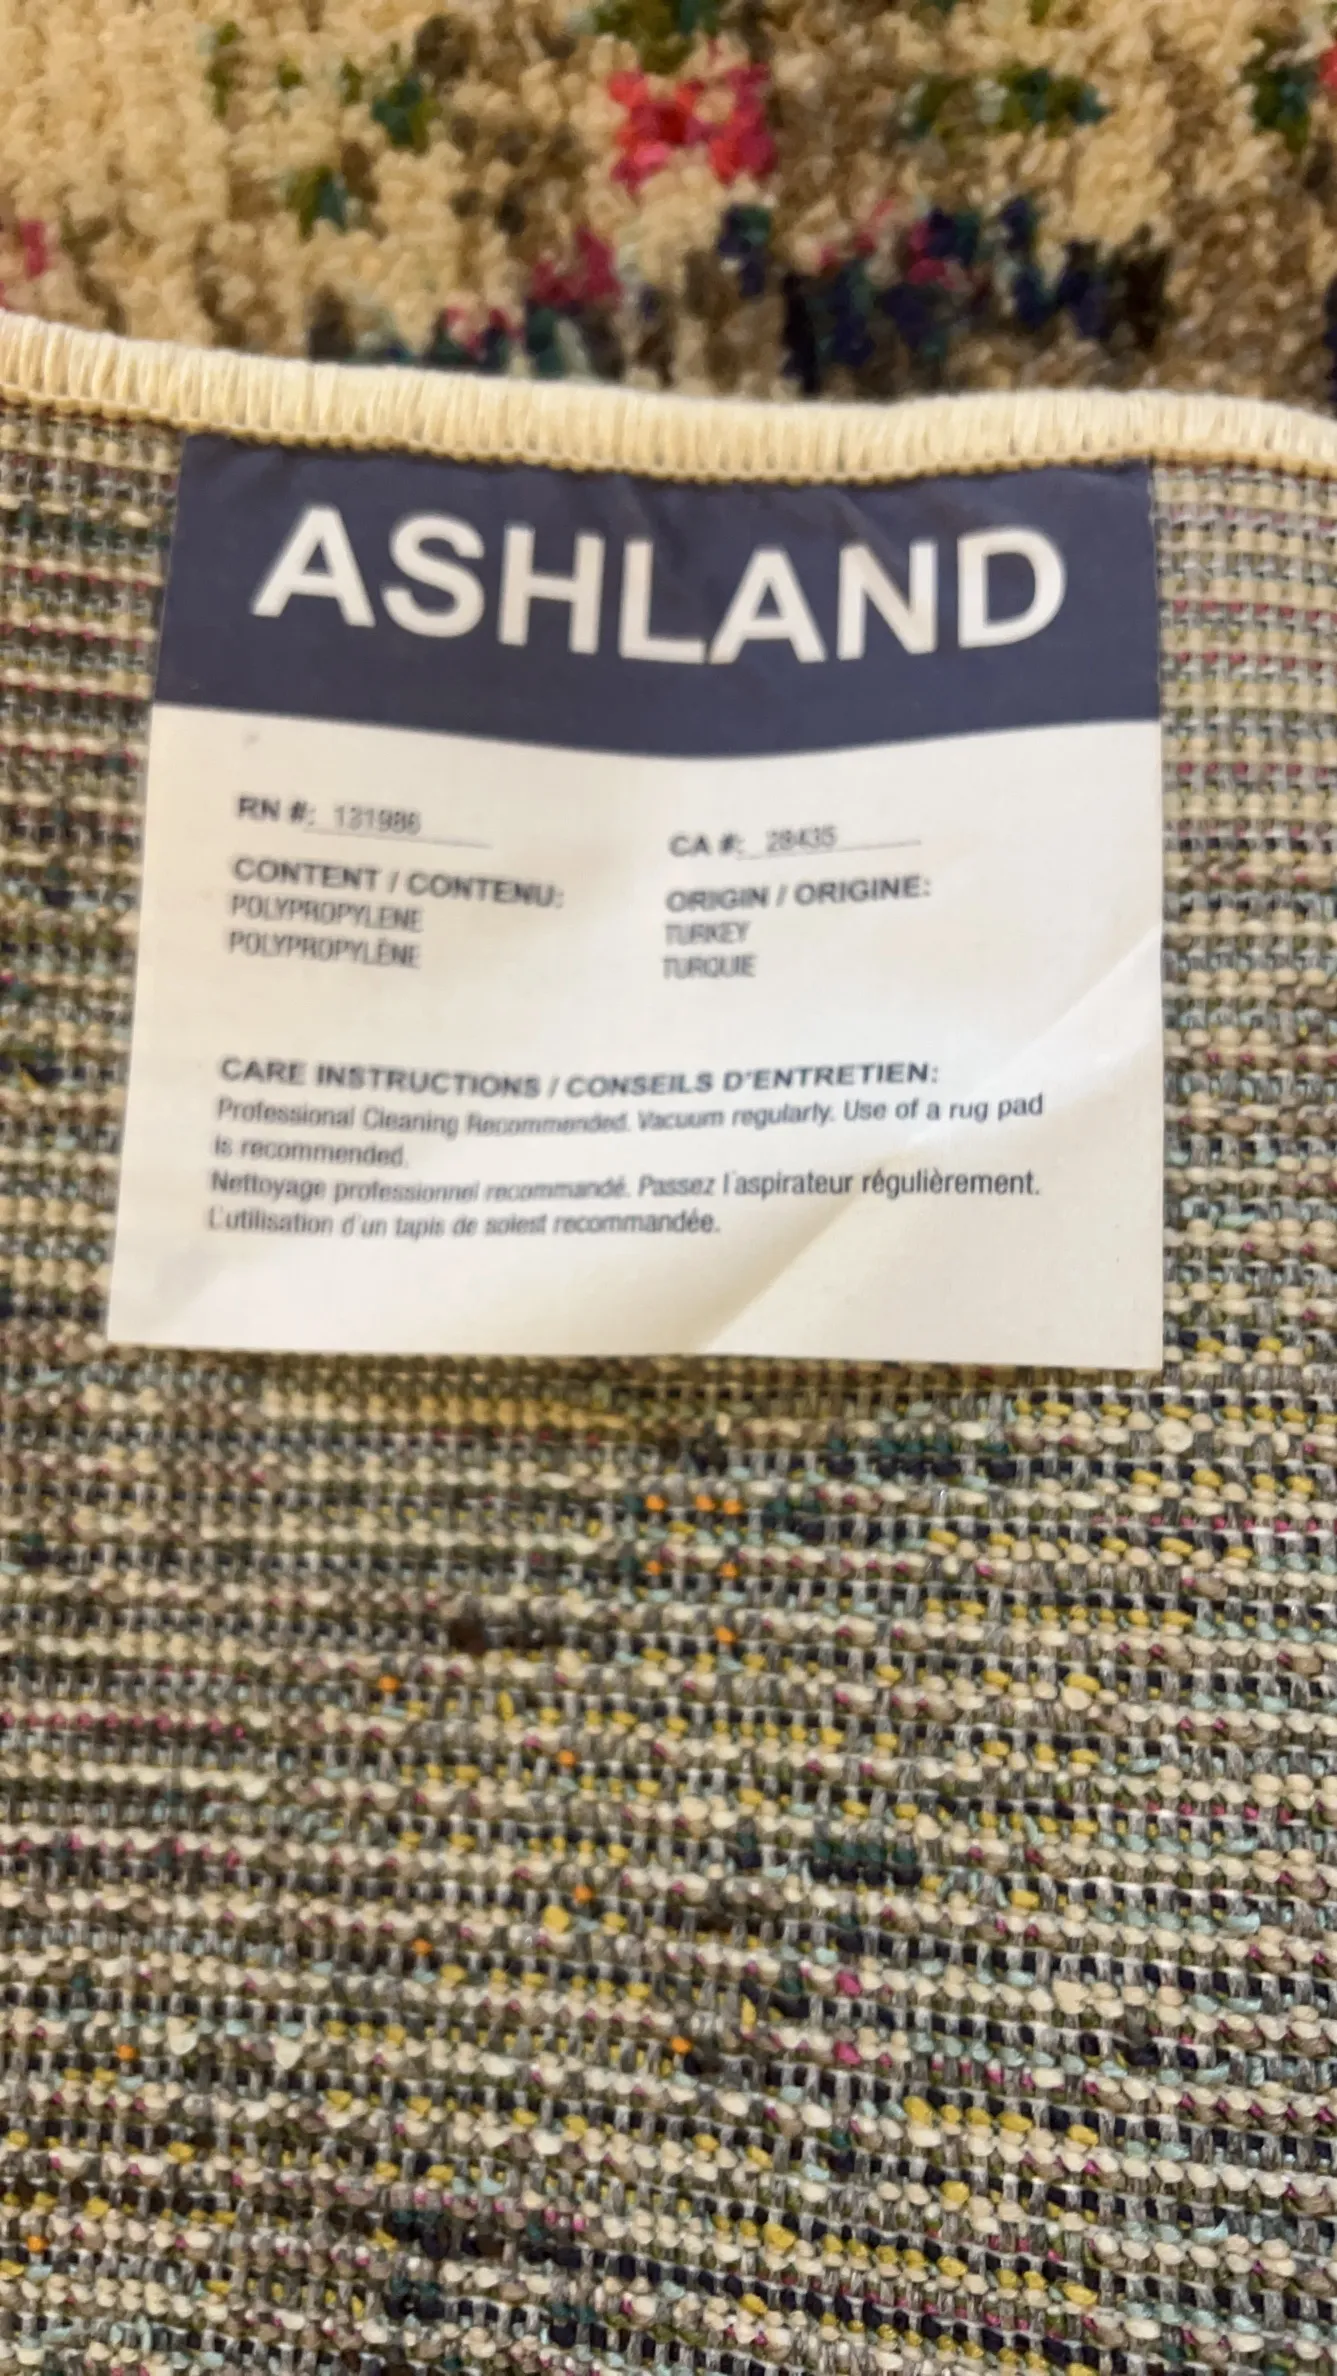 ASHLAND
RN #: 131986
CA #: 28435
CONTENT / CONTENU:
POLYPROPYLENE
POLYPROPYLÈNE
ORIGIN / ORIGINE:
TURKEY
TURQUIE
CARE INSTRUCTIONS / CONSEILS D'ENTRETIEN:
Professional Cleaning Recommended. Vacuum regularly. Use of a rug pad
is recommended.
Nettoyage professionnel recommandé. Passez l'aspirateur régulièrement.
L'utilisation d'un tapis de soiest recommandée.